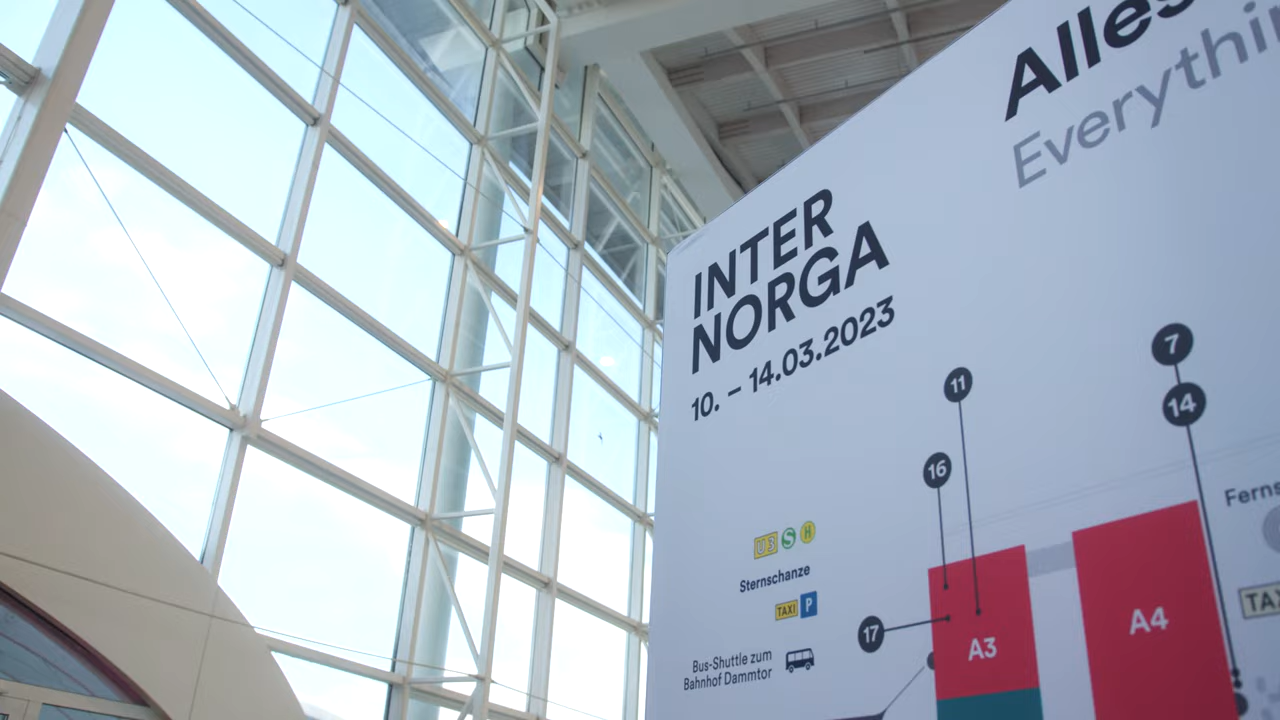 Alles
INTER
NORGA
10. – 14.03.2023
7
11
14
16
U3 S H
Sternschanze
TAXI P
17
A3
A4
Bus-Shuttle zum
Bahnhof Dammtor